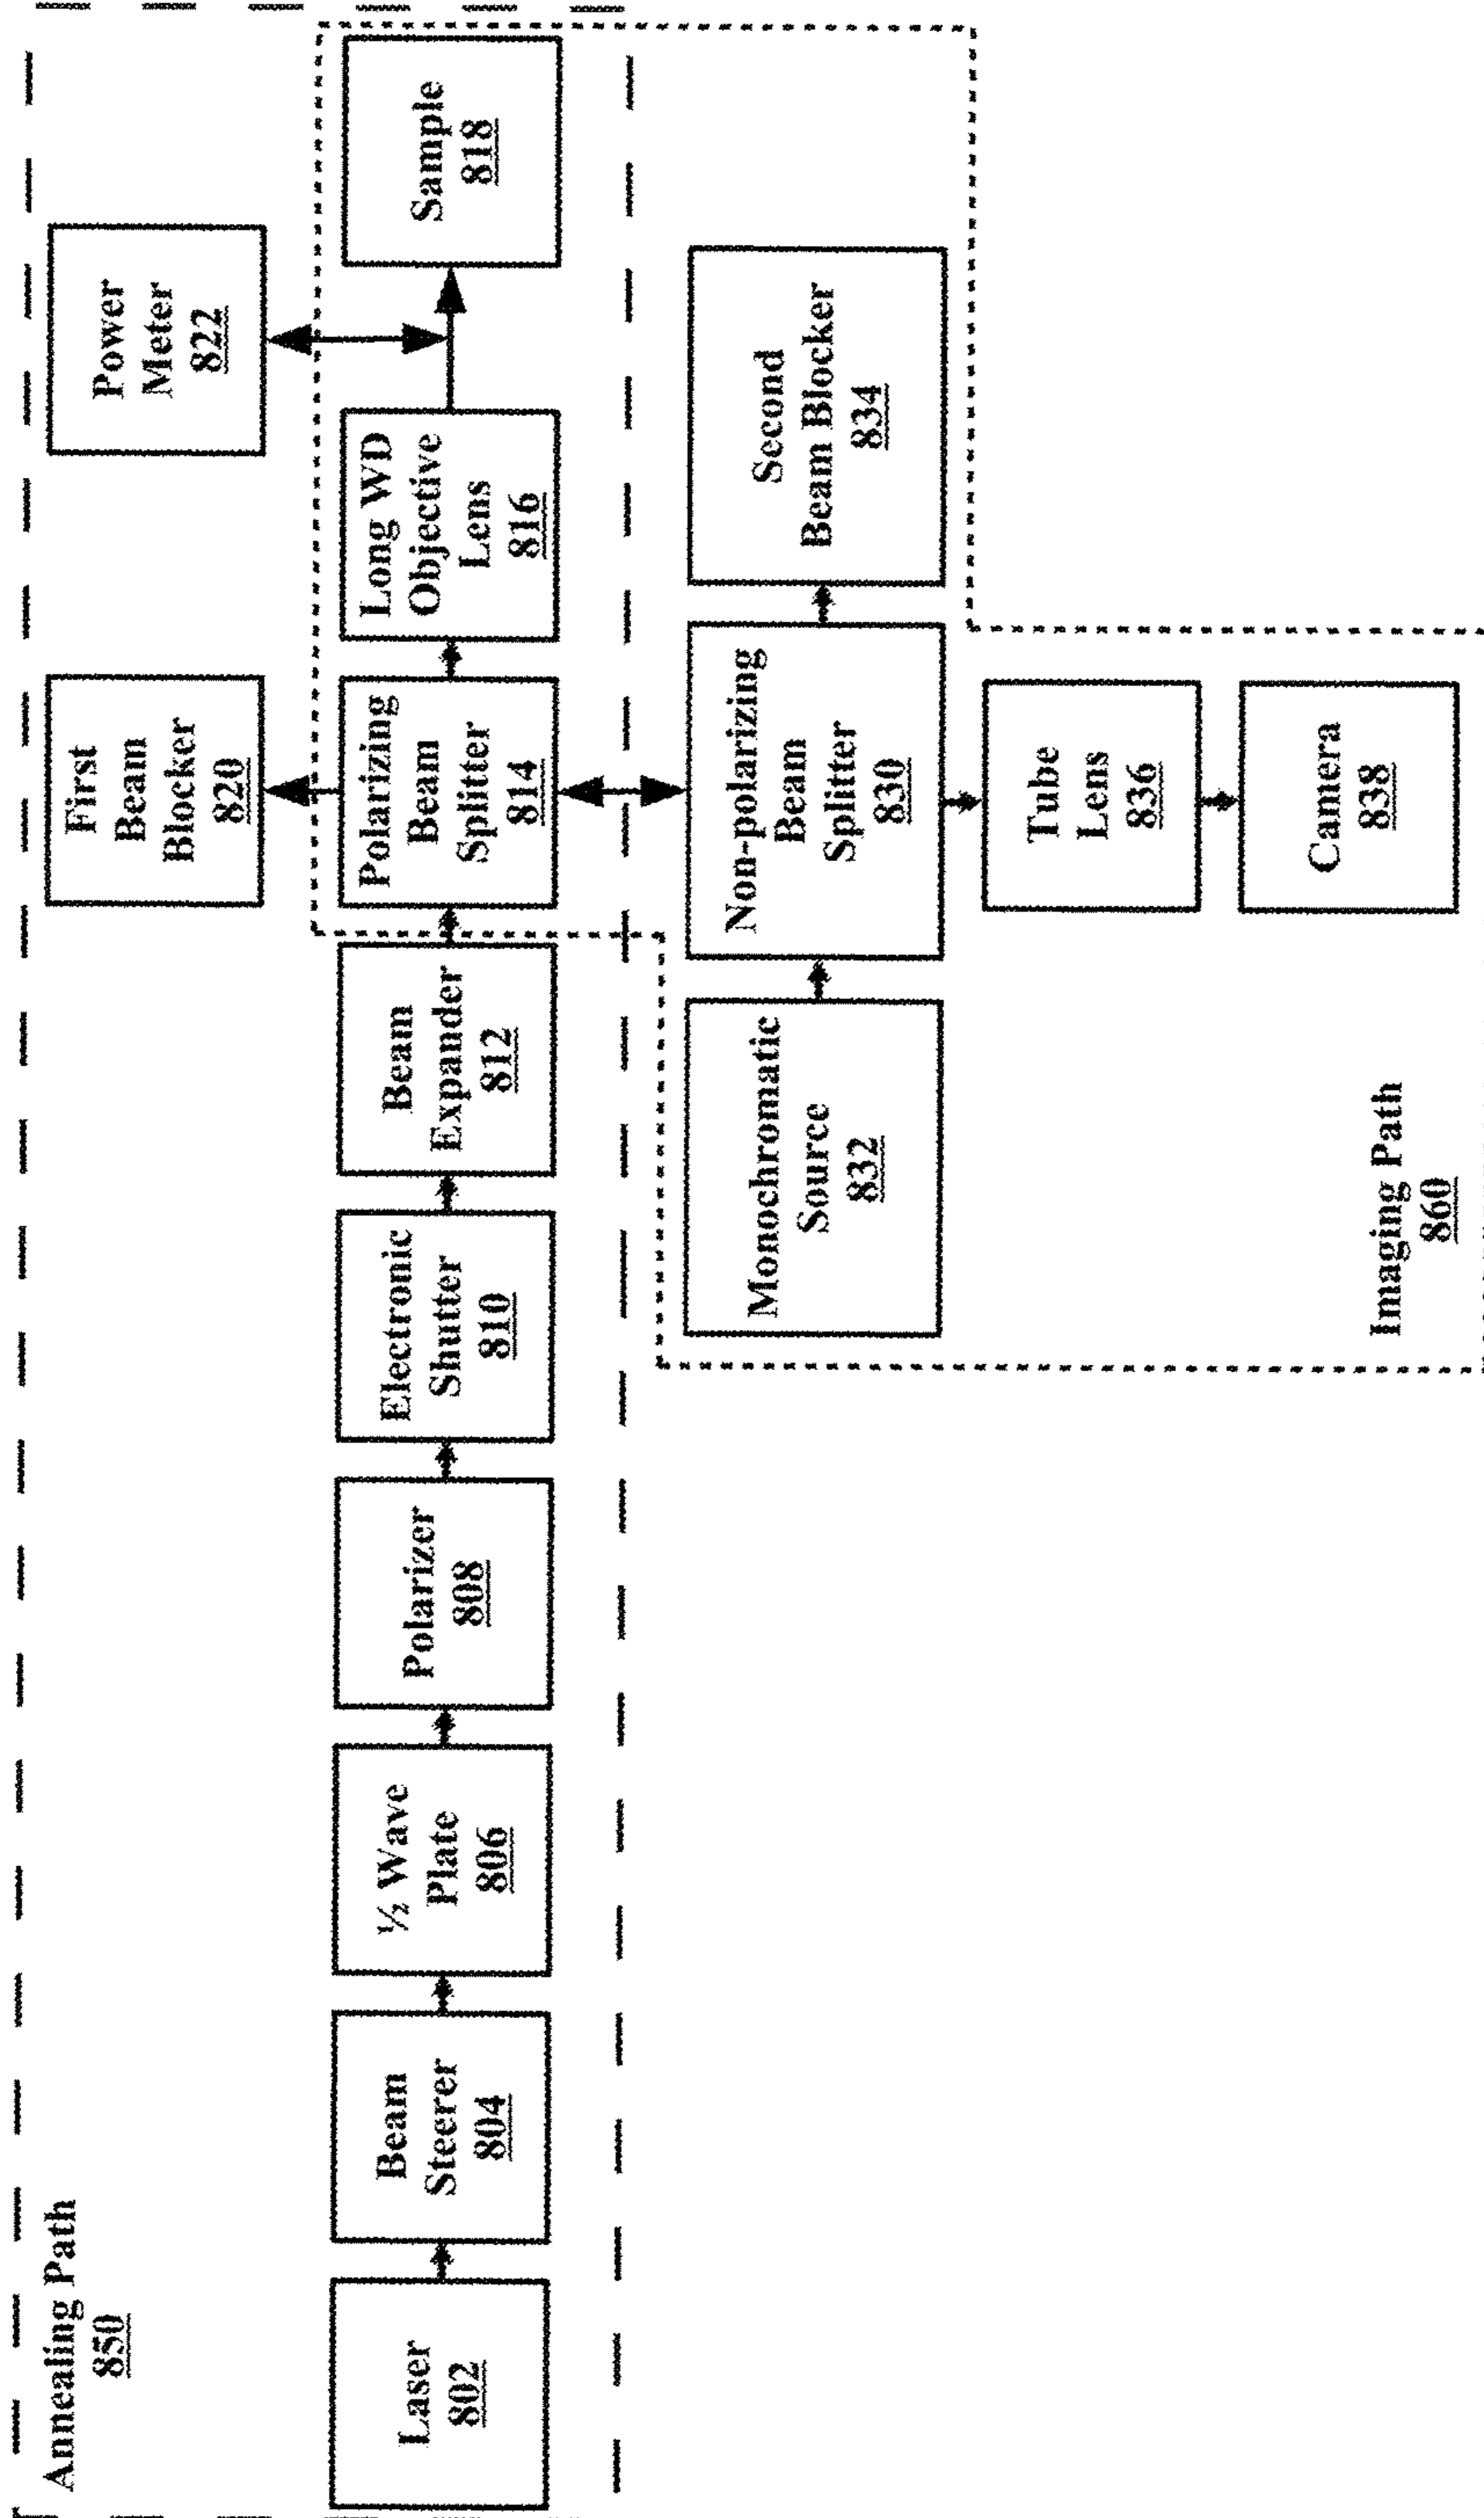 Annealing Path
850
First
Beam
Blocker
820
Power
Meter
822
Laser
802
Beam
Steerer
804
½ Wave
Plate
806
Polarizer
808
Electronic
Shutter
810
Beam
Expander
812
Polarizing
Beam
Splitter
814
Long WD
Objective
Lens
816
Sample
818
Monochromatic
Source
832
Non-polarizing
Beam
Splitter
830
Second
Beam Blocker
834
Tube
Lens
836
Camera
838
Imaging Path
860